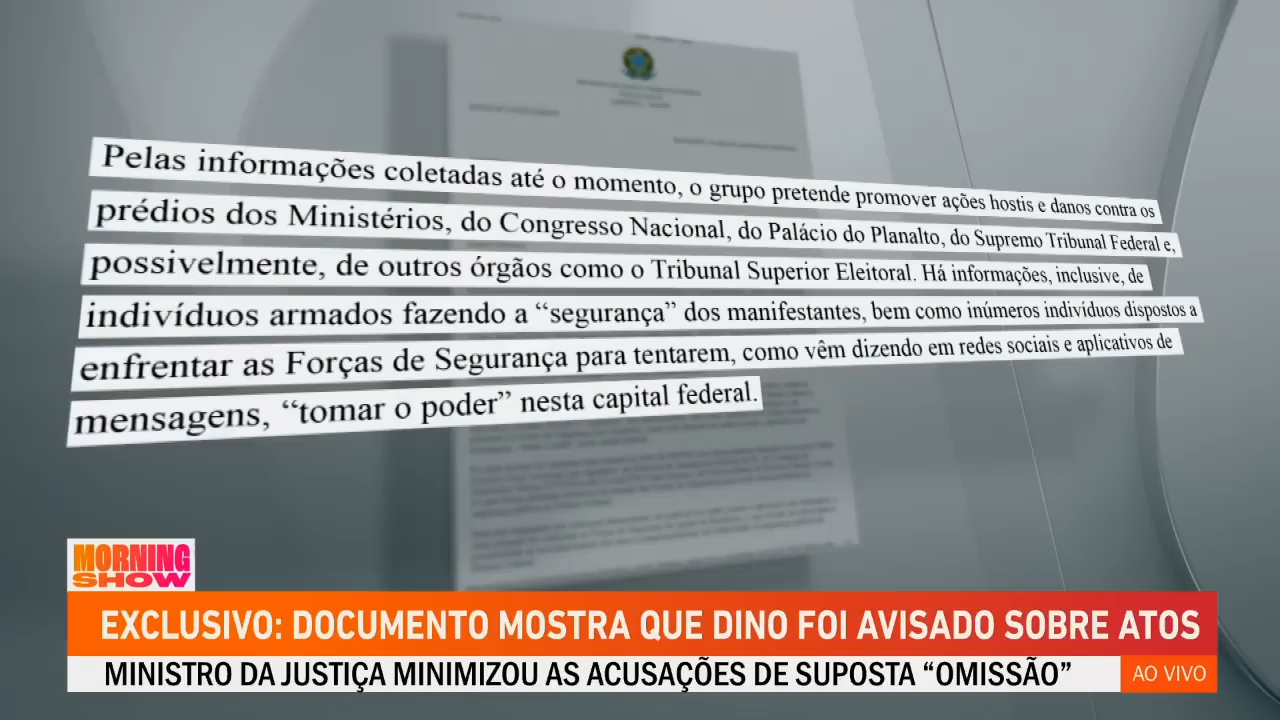 Pelas informações coletadas até o momento, o grupo pretende promover ações hostis e danos contra os
prédios dos Ministérios, do Congresso Nacional, do Palácio do Planalto, do Supremo Tribunal Federal e,
possivelmente, de outros órgãos como o Tribunal Superior Eleitoral. Há informações, inclusive, de
indivíduos armados fazendo a “segurança” dos manifestantes, bem como inúmeros indivíduos dispostos a
enfrentar as Forças de Segurança para tentarem, como vêm dizendo em redes sociais e aplicativos de
mensagens, “tomar o poder” nesta capital federal.
MORNING
SHOW
EXCLUSIVO: DOCUMENTO MOSTRA QUE DINO FOI AVISADO SOBRE ATOS
MINISTRO DA JUSTIÇA MINIMIZOU AS ACUSAÇÕES DE SUPOSTA “OMISSÃO”
AO VIVO